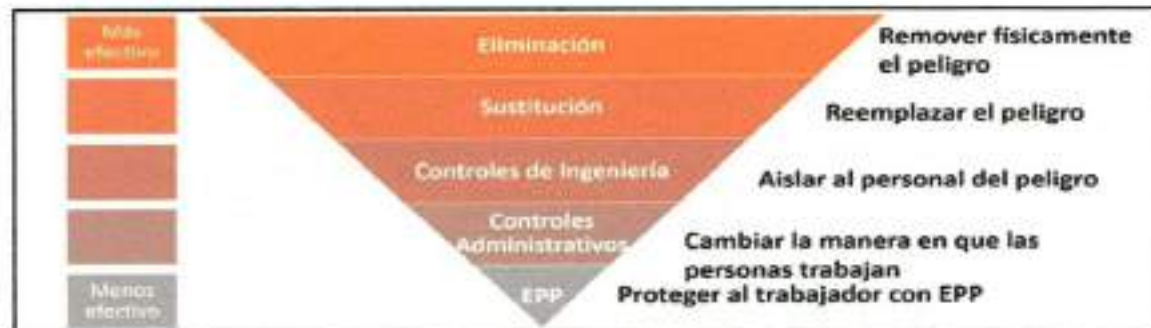 Más
efectivo
Eliminación
Remover físicamente
el peligro
Sustitución
Reemplazar el peligro
Controles de Ingeniería
Aislar al personal del peligro
Controles
Administrativos
Cambiar la manera en que las
personas trabajan
Menos
efectivo
EPP
Proteger al trabajador con EPP